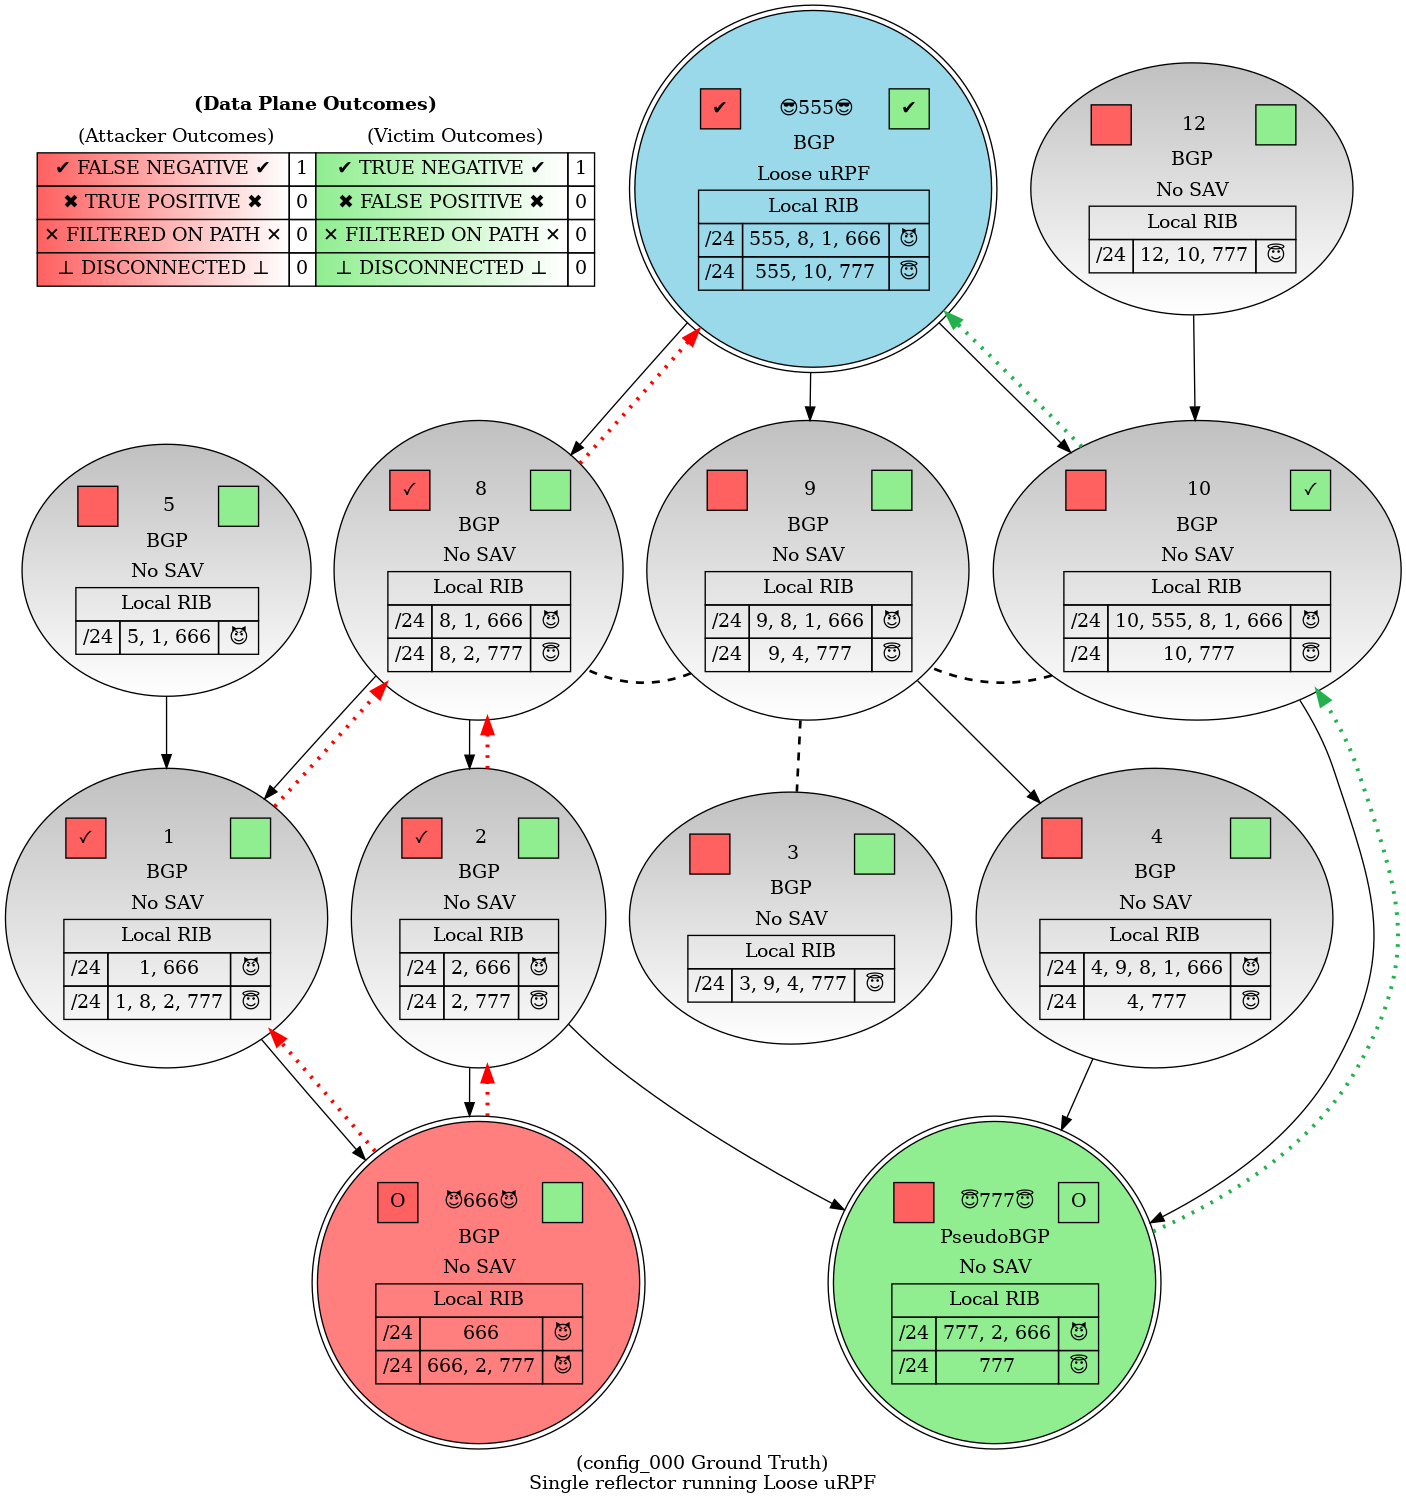 (Data Plane Outcomes)
(Attacker Outcomes) (Victim Outcomes)
✔ FALSE NEGATIVE ✔ 1 ✔ TRUE NEGATIVE ✔ 1
✖ TRUE POSITIVE ✖ 0 ✖ FALSE POSITIVE ✖ 0
✕ FILTERED ON PATH ✕ 0 ✕ FILTERED ON PATH ✕ 0
⊥ DISCONNECTED ⊥ 0 ⊥ DISCONNECTED ⊥ 0
✔ 😎555😎 ✔
BGP
Loose uRPF
Local RIB
/24 555, 8, 1, 666 😈
/24 555, 10, 777 😇
12
BGP
No SAV
Local RIB
/24 12, 10, 777 😇
5
BGP
No SAV
Local RIB
/24 5, 1, 666 😈
✓ 8
BGP
No SAV
Local RIB
/24 8, 1, 666 😈
/24 8, 2, 777 😇
9
BGP
No SAV
Local RIB
/24 9, 8, 1, 666 😈
/24 9, 4, 777 😇
10 ✓
BGP
No SAV
Local RIB
/24 10, 555, 8, 1, 666 😈
/24 10, 777 😇
✓ 1
BGP
No SAV
Local RIB
/24 1, 666 😈
/24 1, 8, 2, 777 😇
✓ 2
BGP
No SAV
Local RIB
/24 2, 666 😈
/24 2, 777 😇
3
BGP
No SAV
Local RIB
/24 3, 9, 4, 777 😇
4
BGP
No SAV
Local RIB
/24 4, 9, 8, 1, 666 😈
/24 4, 777 😇
O 😈666😈
BGP
No SAV
Local RIB
/24 666 😈
/24 666, 2, 777 😈
😇777😇 O
PseudoBGP
No SAV
Local RIB
/24 777, 2, 666 😈
/24 777 😇
(config_000 Ground Truth)
Single reflector running Loose uRPF